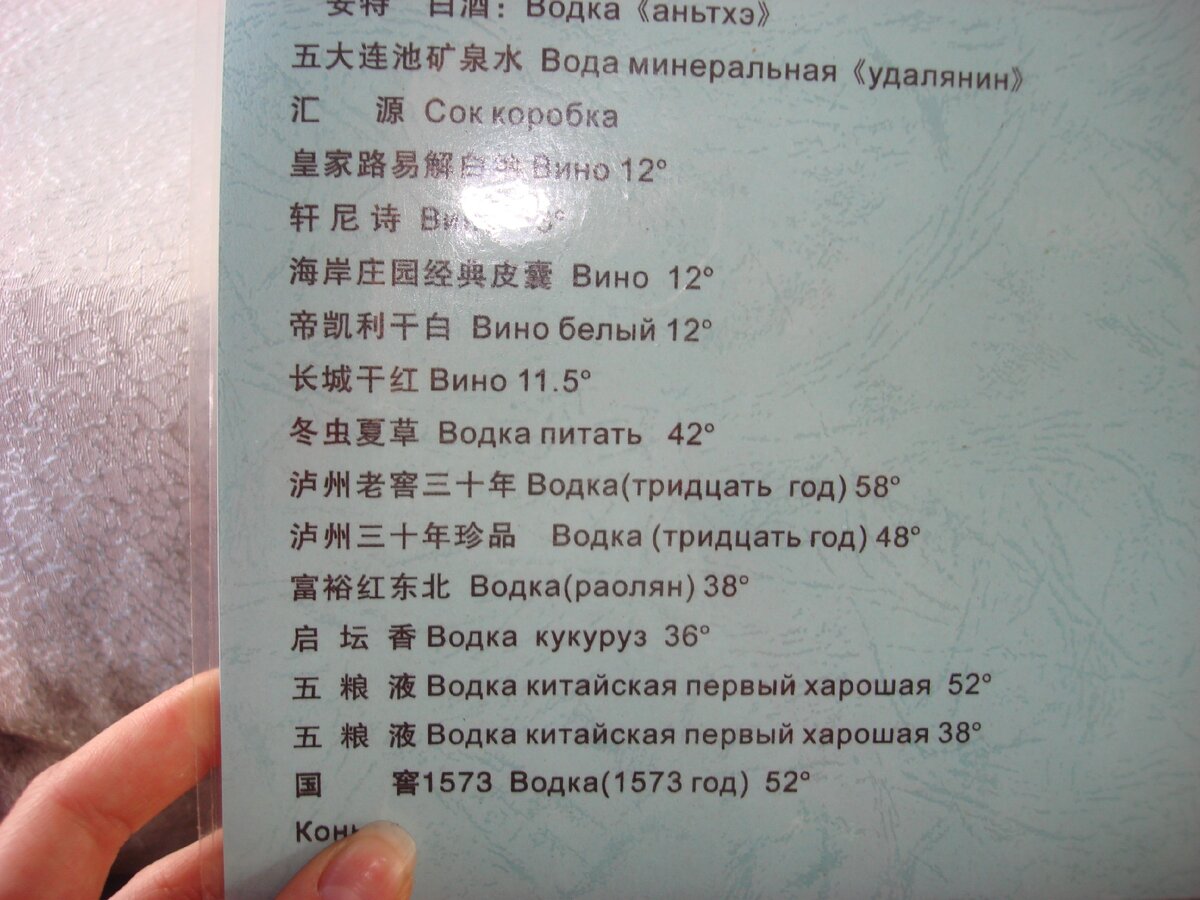 安特 白酒: Водка《аньтхэ》
五大连池矿泉水 Вода минеральная《удалянин》
汇 源 Сок коробка
皇家路易解白 Вино 12°
轩尼诗
海岸庄园经典皮囊 Вино 12°
帝凯利干白 Вино белый 12°
长城干红 Вино 11.5°
冬虫夏草 Водка питать 42°
泸州老窖三十年 Водка(тридцать год) 58°
泸州三十年珍品 Водка (тридцать год) 48°
富裕红东北 Водка(раолян) 38°
启 坛 香 Водка кукуруз 36°
五 粮 液 Водка китайская первый харошая 52°
五 粮 液 Водка китайская первый харошая 38°
国 窖1573 Водка(1573 год) 52°